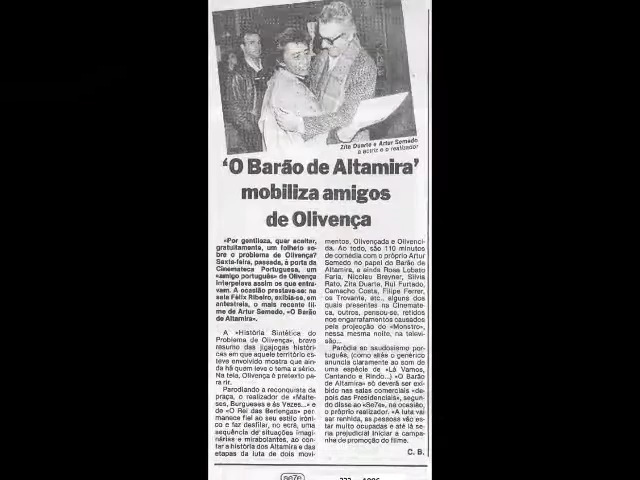 Zita Duarte e Artur Semedo
a actriz e o realizador
'O Barão de Altamira'
mobiliza amigos
de Olivença
«Por gentileza, quer aceitar,
gratuitamente, um folheto so-
bre o problema de Olivença?
Sexta-feira, passada, à porta da
Cinemateca Portuguesa, um
«amigo português» de Olivença
interpelava assim os que entra-
vam. A ocasião prestava-se: na
sala Félix Ribeiro, exibia-se, em
antestreia, o mais recente filme
de Artur Semedo, «O Barão
de Altamira».
A «História Sintética do
Problema de Olivença», breve
resumo das jigajogas históri-
cas em que aquele território es-
teve envolvido mostra que ain-
da há quem leve o tema a sério.
Na tela, Olivença é pretexto pa-
ra rir.
Parodiando a reconquista da
praça, o realizador de «Malte-
ses, Burgueses e às Vezes...» e
de «O Rei das Berlengas» per-
manece fiel ao seu estilo iróni-
co e faz desfilar, no ecrã, uma
sequência de situações imagi-
nárias e mirabolantes, ao con-
tar a história dos Altamira e das
etapas da luta de dois movi-
mentos, Olivençada e Olivenci-
da. Ao todo, são 110 minutos
de comédia com o próprio Artur
Semedo no papel do Barão de
Altamira, e ainda Rosa Lobato
Faria, Nicolau Breyner, Sílvia
Rato, Zita Duarte, Rui Furtado,
Camacho Costa, Filipe Ferrer,
os Trovante, etc., alguns dos
quais presentes na Cinemate-
ca, outros, pensou-se, retidos
nos engarrafamentos causados
pela projecção do «Monstro»,
nessa mesma noite, na televi-
são...
Paródia ao saudosismo por-
tuguês, (como aliás o genérico
anuncia claramente ao som de
uma espécie de «Lá Vamos,
Cantando e Rindo...») «O Barão
de Altamira» só deverá ser exi-
bido nas salas comerciais «de-
pois das Presidenciais», segun-
do disse ao «Se7e», na ocasião,
o próprio realizador. «A luta vai
ser renhida, as pessoas vão es-
tar muito ocupadas e até lá se-
ria prejudicial iniciar a campa-
nha de promoção do filme.
C. B.
se7e